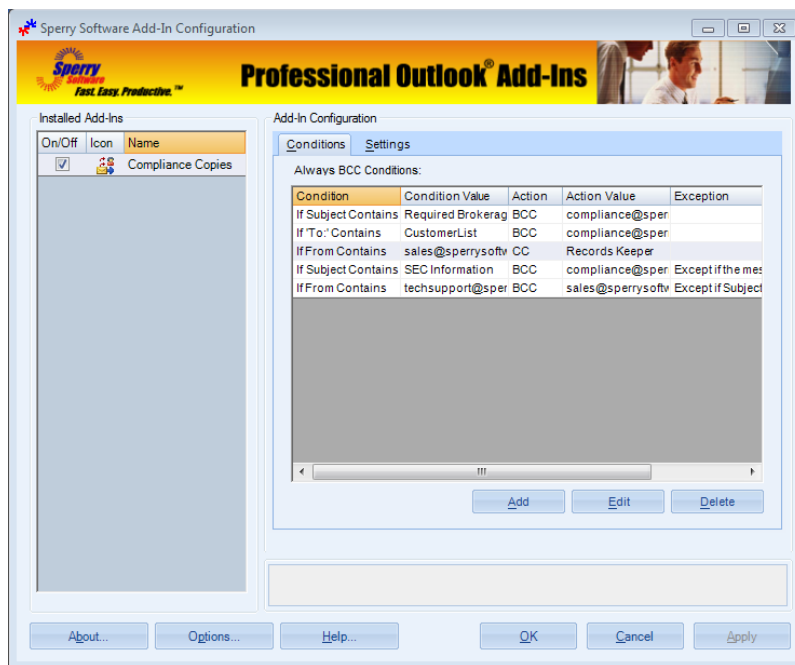 Sperry Software Add-In Configuration
Sperry
Software
Fast. Easy. Productive. ™
Professional Outlook® Add-Ins
Installed Add-Ins
On/Off Icon Name
Compliance Copies
Add-In Configuration
Conditions Settings
Always BCC Conditions:
Condition Condition Value Action Action Value Exception
If Subject Contains Required Brokerag BCC compliance@sper
If 'To:' Contains CustomerList BCC compliance@sper
If From Contains sales@sperrysoftw CC Records Keeper
If Subject Contains SEC Information BCC compliance@sper Except if the mes
If From Contains techsupport@sper BCC sales@sperrysoftw Except if Subject
Add Edit Delete
About... Options... Help... OK Cancel Apply